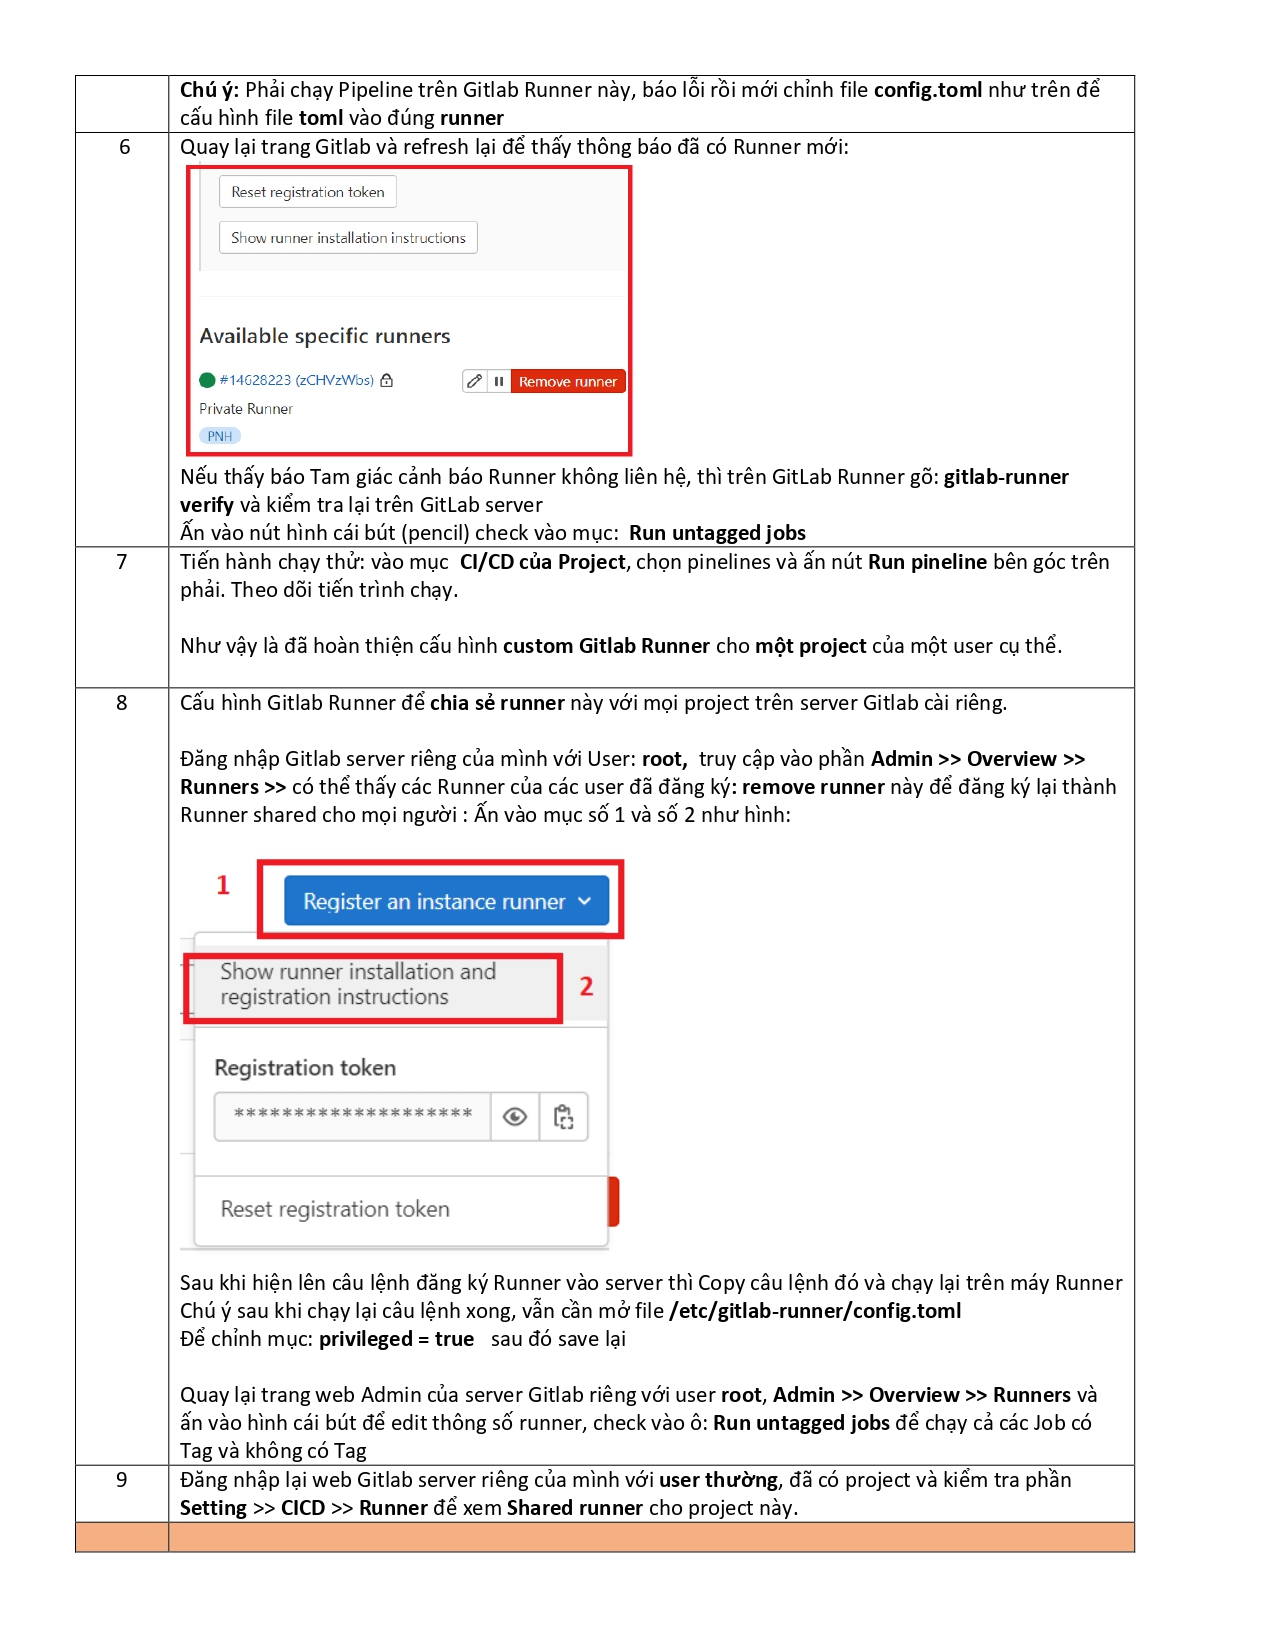 Chú ý: Phải chạy Pipeline trên Gitlab Runner này, báo lỗi rồi mới chỉnh file config.toml như trên để
cấu hình file toml vào đúng runner
6
Quay lại trang Gitlab và refresh lại để thấy thông báo đã có Runner mới:
Reset registration token
Show runner installation instructions
Available specific runners
#14628223 (zCHVzWbs)
Remove runner
Private Runner
PNH
Nếu thấy báo Tam giác cảnh báo Runner không liên hệ, thì trên GitLab Runner gõ: gitlab-runner
verify và kiểm tra lại trên GitLab server
Ấn vào nút hình cái bút (pencil) check vào mục: Run untagged jobs
7
Tiến hành chạy thử: vào mục CI/CD của Project, chọn pinelines và ấn nút Run pineline bên góc trên
phải. Theo dõi tiến trình chạy.
Như vậy là đã hoàn thiện cấu hình custom Gitlab Runner cho một project của một user cụ thể.
8
Cấu hình Gitlab Runner để chia sẻ runner này với mọi project trên server Gitlab cài riêng.
Đăng nhập Gitlab server riêng của mình với User: root, truy cập vào phần Admin >> Overview >>
Runners >> có thể thấy các Runner của các user đã đăng ký: remove runner này để đăng ký lại thành
Runner shared cho mọi người : Ấn vào mục số 1 và số 2 như hình:
1
Register an instance runner
Show runner installation and
registration instructions
2
Registration token
********************
Reset registration token
Sau khi hiện lên câu lệnh đăng ký Runner vào server thì Copy câu lệnh đó và chạy lại trên máy Runner
Chú ý sau khi chạy lại câu lệnh xong, vẫn cần mở file /etc/gitlab-runner/config.toml
Để chỉnh mục: privileged = true sau đó save lại
Quay lại trang web Admin của server Gitlab riêng với user root, Admin >> Overview >> Runners và
ấn vào hình cái bút để edit thông số runner, check vào ô: Run untagged jobs để chạy cả các Job có
Tag và không có Tag
9
Đăng nhập lại web Gitlab server riêng của mình với user thường, đã có project và kiểm tra phần
Setting >> CICD >> Runner để xem Shared runner cho project này.